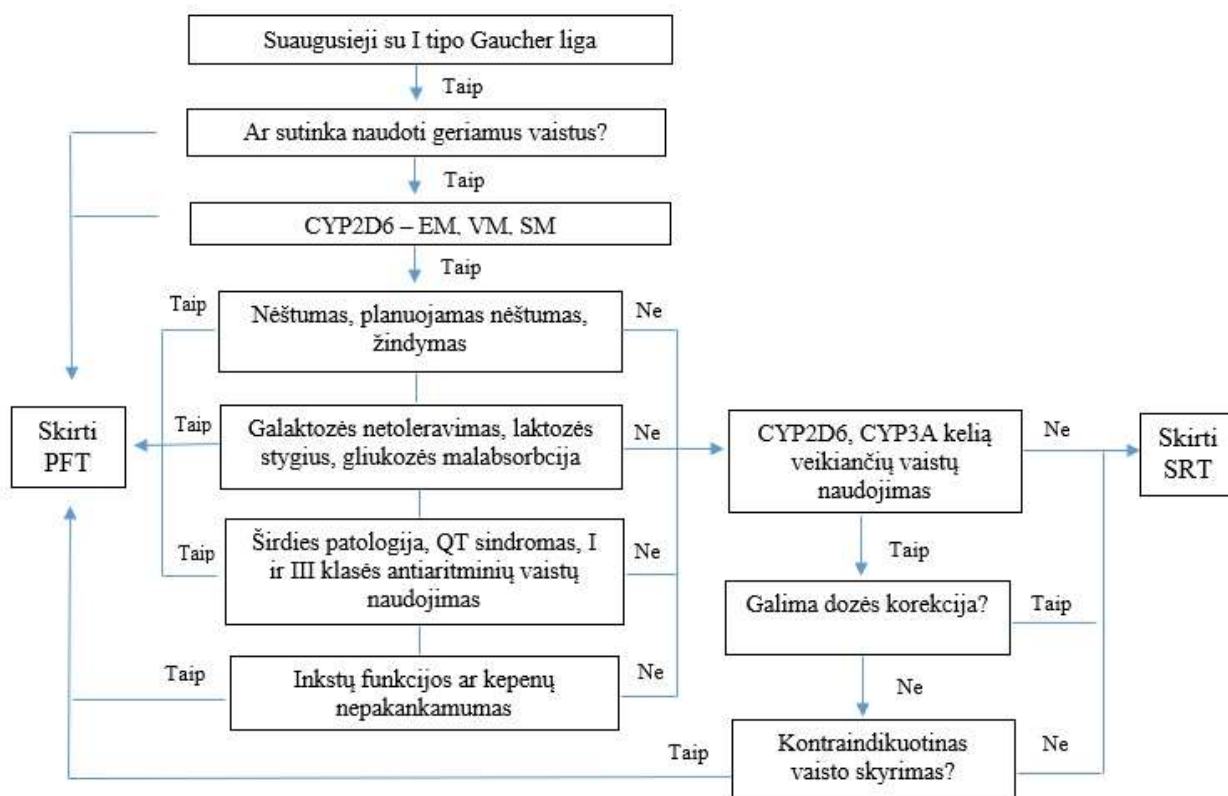 Suaugusieji su I tipo Gaucher liga
Taip
Ar sutinka naudoti geriamus vaistus?
Taip
CYP2D6 – EM, VM, SM
Taip
Taip
Nėštumas, planuojamas nėštumas,
žindymas
Ne
Skirti
PFT
Taip
Galaktozės netoleravimas, laktozės
stygius, gliukozės malabsorbcija
Ne
CYP2D6, CYP3A kelią
veikiančių vaistų
naudojimas
Ne
Skirti
SRT
Taip
Širdies patologija, QT sindromas, I
ir III klasės antiaritminių vaistų
naudojimas
Ne
Taip
Galima dozės korekcija?
Taip
Taip
Inkstų funkcijos ar kepenų
nepakankamumas
Ne
Ne
Taip
Kontraindikuotinas
vaisto skyrimas?
Ne